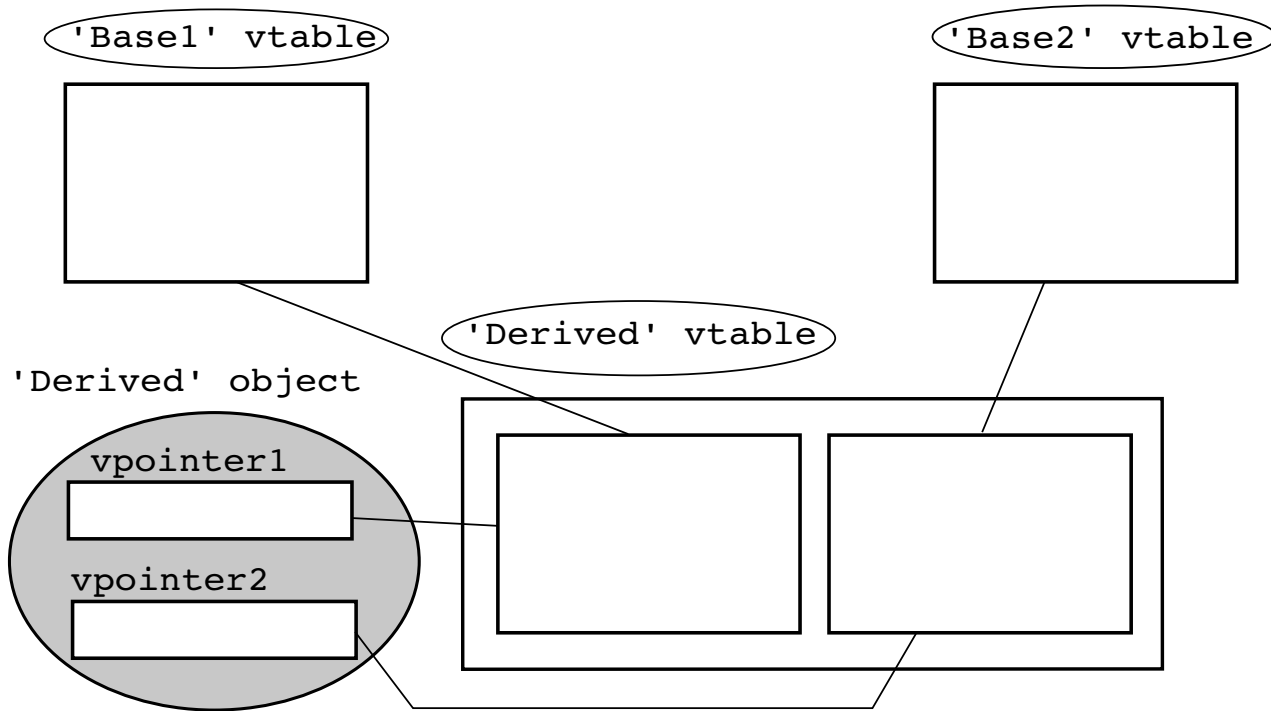 'Base1' vtable
'Base2' vtable
'Derived' vtable
'Derived' object
vpointer1
vpointer2